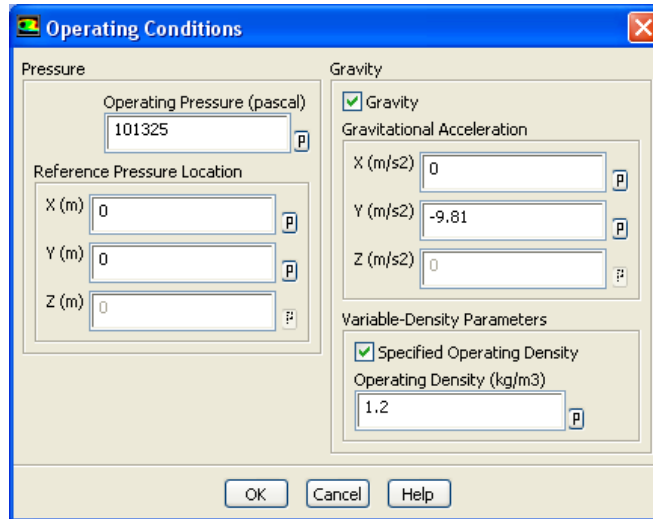 Operating Conditions
Pressure
Operating Pressure (pascal)
101325
P
Reference Pressure Location
X (m) 0 P
Y (m) 0 P
Z (m) 0 P
Gravity
Gravity
Gravitational Acceleration
X (m/s2) 0 P
Y (m/s2) -9.81 P
Z (m/s2) 0 P
Variable-Density Parameters
Specified Operating Density
Operating Density (kg/m3)
1.2 P
OK Cancel Help